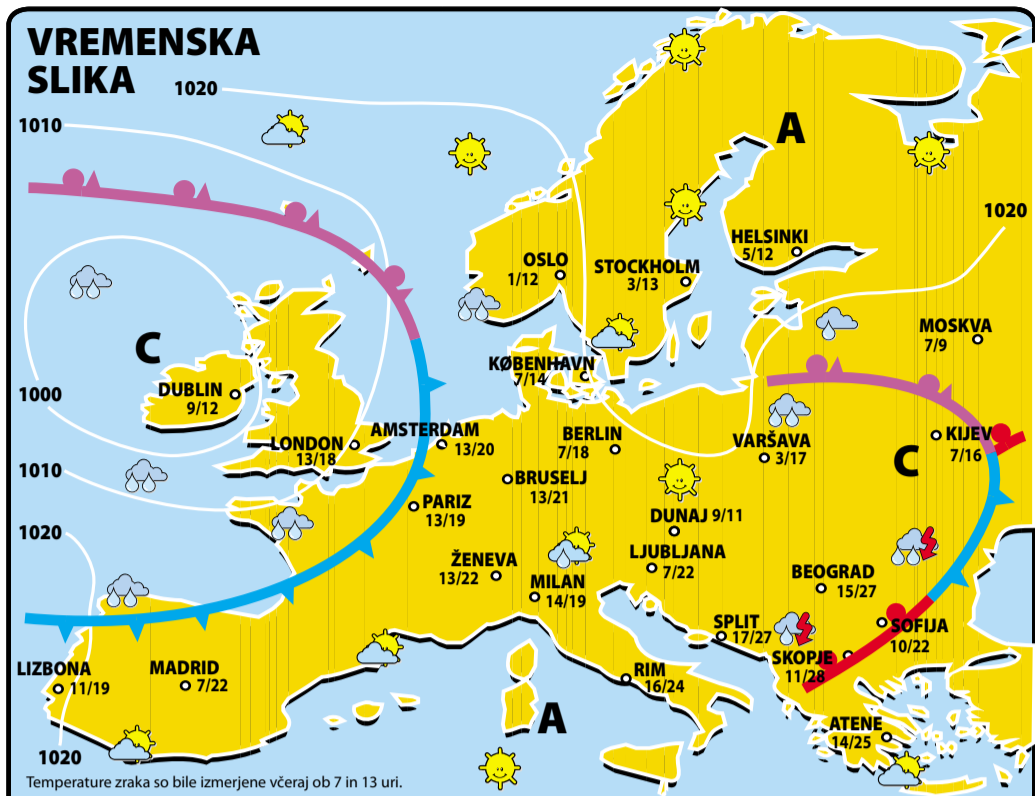 VREMENSKA
SLIKA
1020
1010
A
1020
HELSINKI
5/12
OSLO
1/12
STOCKHOLM
3/13
MOSKVA
7/9
C
KØBENHAVN
7/14
1000
DUBLIN
9/12
LONDON
13/18
AMSTERDAM
13/20
BERLIN
7/18
VARŠAVA
3/17
KIJEV
7/16
C
1010
BRUSELJ
13/21
PARIZ
13/19
DUNAJ 9/11
1020
ŽENEVA
13/22
LJUBLJANA
7/22
MILAN
14/19
BEOGRAD
15/27
SPLIT
17/27
SOFIJA
10/22
SKOPJE
11/28
LIZBONA
11/19
MADRID
7/22
RIM
16/24
A
ATENE
14/25
1020
Temperature zraka so bile izmerjene včeraj ob 7 in 13 uri.